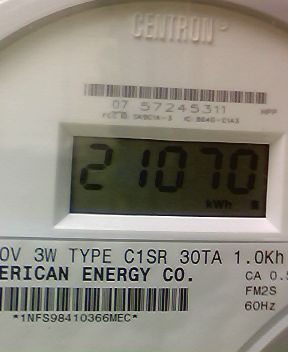 CENTRON
07 57245311
HPP
21070
kWh
0V 3W TYPE C1SR 30TA 1.0Kh
ERICAN ENERGY CO.
CA 0.5
FM2S
60Hz
*1NFS98410366MEC*